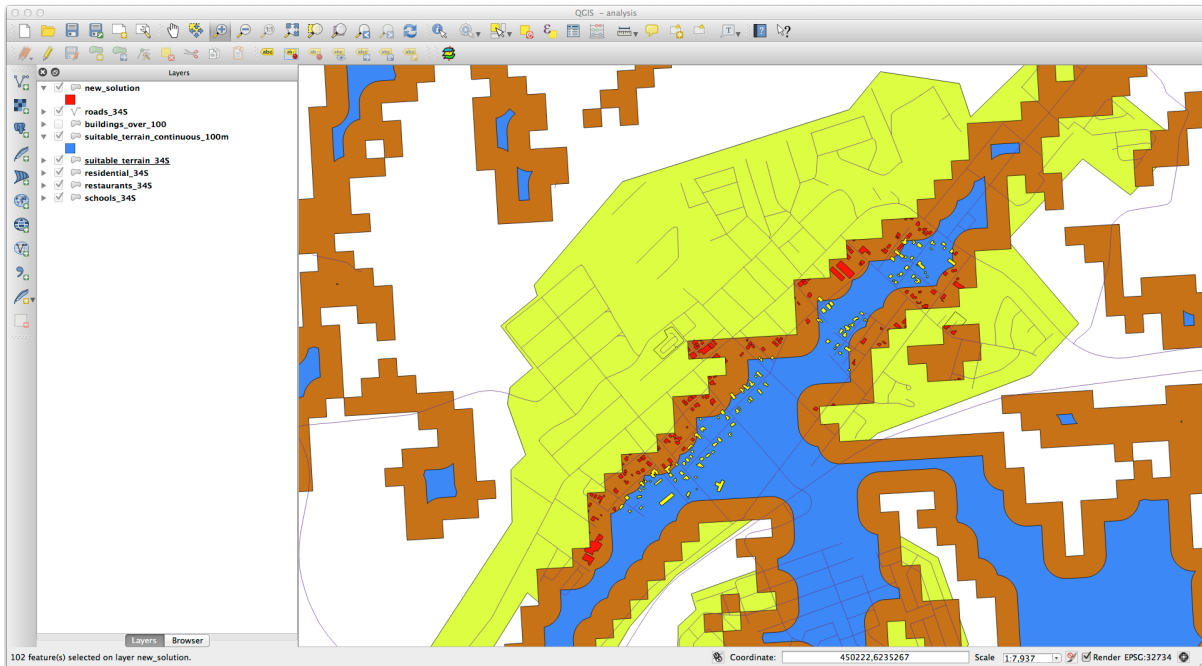 QGIS - analysis
Layers
new_solution
roads_34S
buildings_over_100
suitable_terrain_continuous_100m
suitable_terrain_34S
residential_34S
restaurants_34S
schools_34S
Layers Browser
102 feature(s) selected on layer new_solution.
Coordinate: 450222,6235267 Scale 1:7,937 Render EPSG:32734